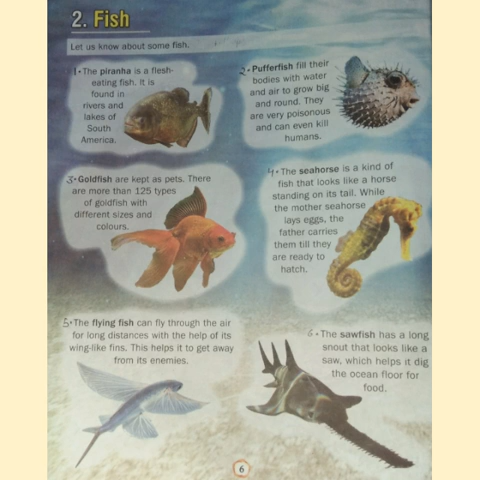 2. Fish
Let us know about some fish.
1•The piranha is a flesh-
eating fish. It is
found in
rivers and
lakes of
South
America.
2•Pufferfish fill their
bodies with water
and air to grow big
and round. They
are very poisonous
and can even kill
humans.
3•Goldfish are kept as pets. There
are more than 125 types
of goldfish with
different sizes and
colours.
4•The seahorse is a kind of
fish that looks like a horse
standing on its tail. While
the mother seahorse
lays eggs, the
father carries
them till they
are ready to
hatch.
5•The flying fish can fly through the air
for long distances with the help of its
wing-like fins. This helps it to get away
from its enemies.
6•The sawfish has a long
snout that looks like a
saw, which helps it dig
the ocean floor for
food.
6